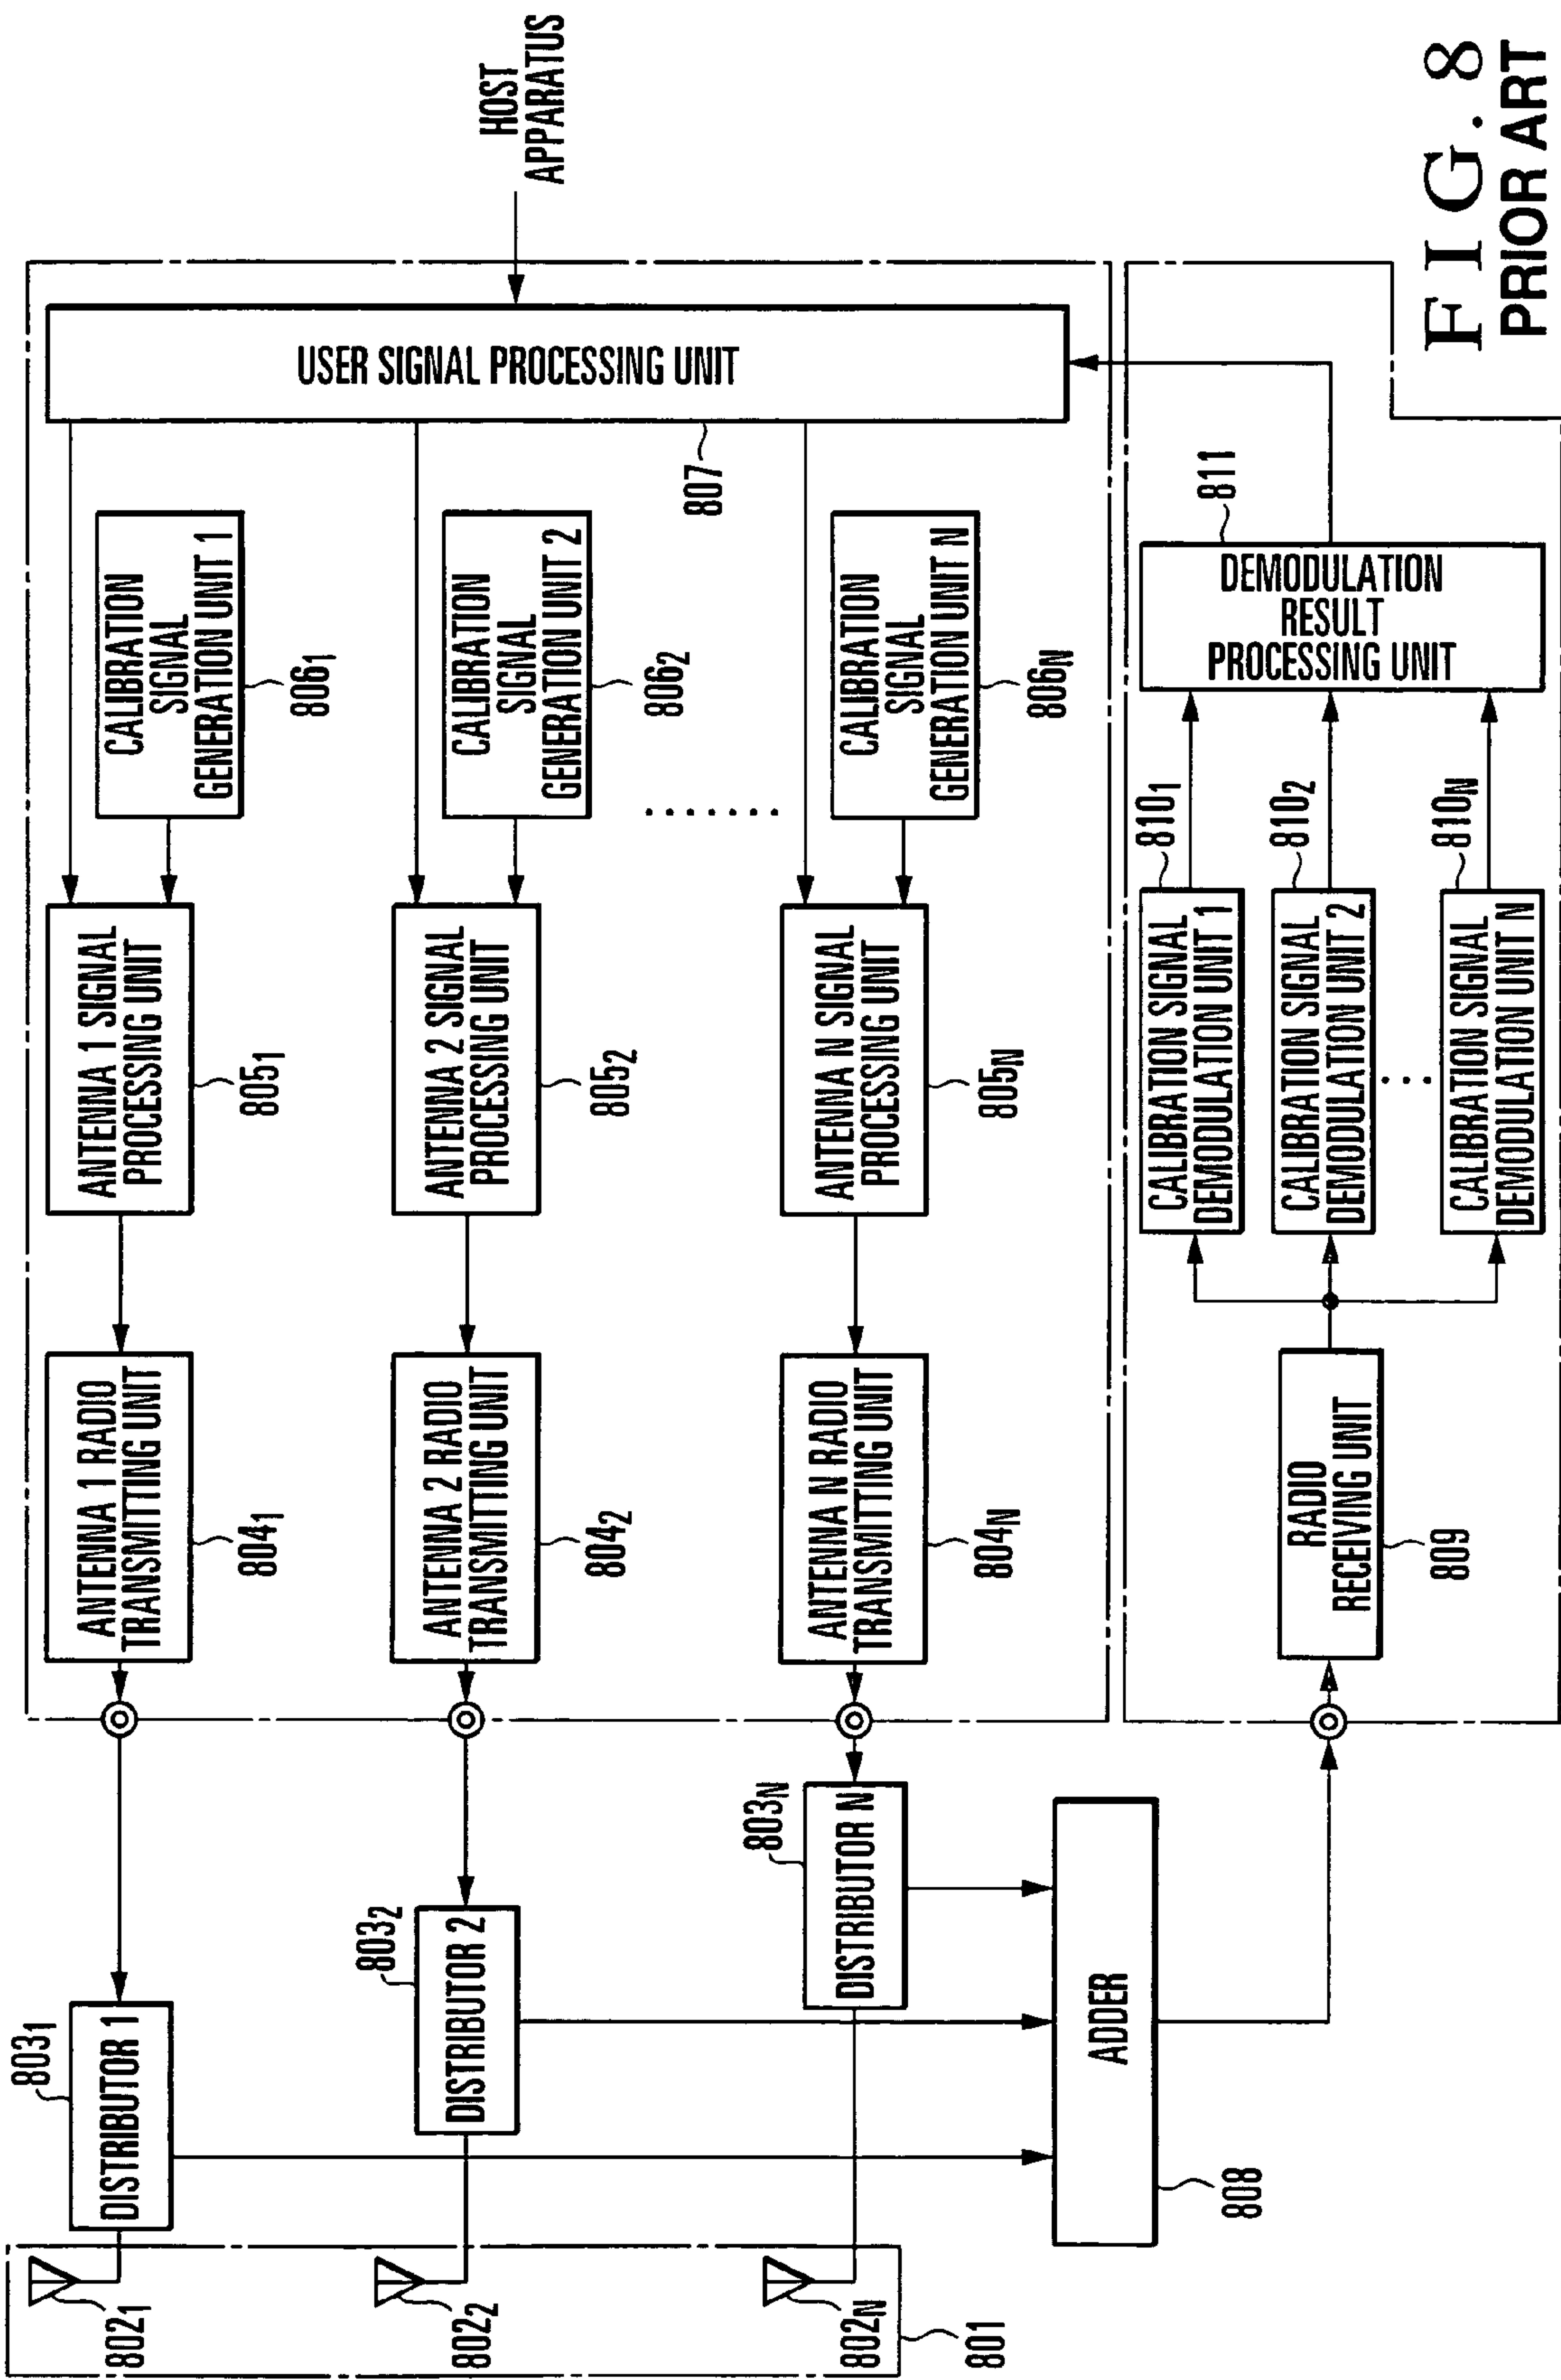 HOST
APPARATUS
USER SIGNAL PROCESSING UNIT
807
CALIBRATION
SIGNAL
GENERATION UNIT 1
806₁
CALIBRATION
SIGNAL
GENERATION UNIT 2
806₂
.......
CALIBRATION
SIGNAL
GENERATION UNIT N
806N
ANTENNA 1 SIGNAL
PROCESSING UNIT
805₁
ANTENNA 2 SIGNAL
PROCESSING UNIT
805₂
ANTENNA N SIGNAL
PROCESSING UNIT
805N
ANTENNA 1 RADIO
TRANSMITTING UNIT
804₁
ANTENNA 2 RADIO
TRANSMITTING UNIT
804₂
ANTENNA N RADIO
TRANSMITTING UNIT
804N
803₁
DISTRIBUTOR 1
803₂
DISTRIBUTOR 2
803N
DISTRIBUTOR N
802₁
802₂
802N
801
ADDER
808
RADIO
RECEIVING UNIT
809
CALIBRATION SIGNAL
DEMODULATION UNIT 1
810₁
CALIBRATION SIGNAL
DEMODULATION UNIT 2
810₂
...
CALIBRATION SIGNAL
DEMODULATION UNIT N
810N
DEMODULATION
RESULT
PROCESSING UNIT
811
FIG. 8
PRIOR ART